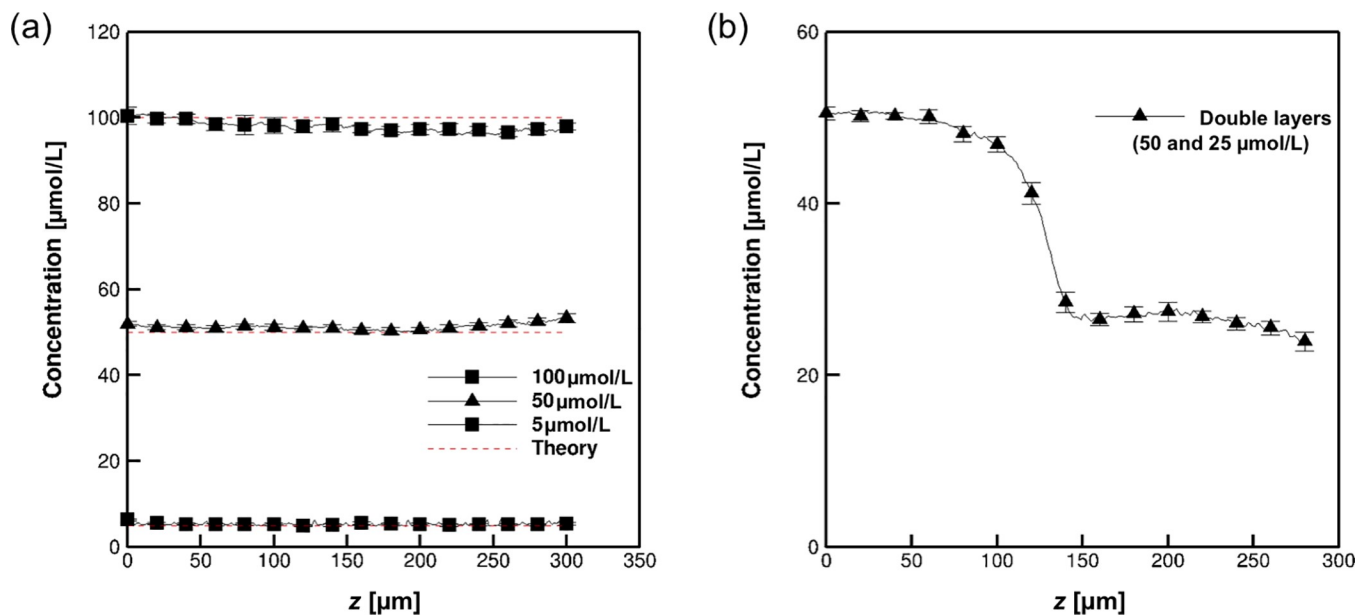 (a)
120
100
80
60
40
20
0
Concentration [µmol/L]
0 50 100 150 200 250 300 350
z [µm]
100µmol/L
50µmol/L
5µmol/L
Theory
(b)
60
40
20
0
Concentration [µmol/L]
0 50 100 150 200 250 300
z [µm]
Double layers
(50 and 25 µmol/L)